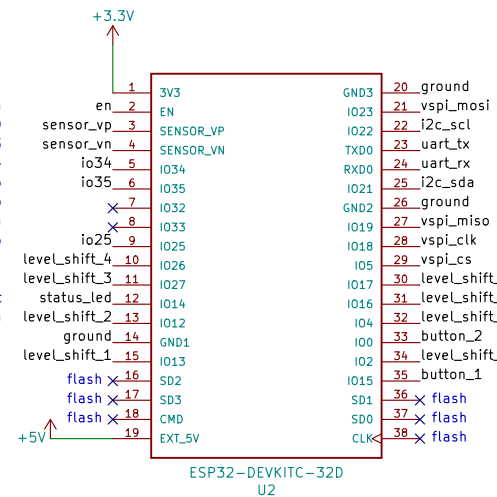 +3.3V
1 3V3
en 2 EN
sensor_vp 3 SENSOR_VP
sensor_vn 4 SENSOR_VN
io34 5 IO34
io35 6 IO35
7 IO32
8 IO33
io25 9 IO25
level_shift_4 10 IO26
level_shift_3 11 IO27
status_led 12 IO14
level_shift_2 13 IO12
ground 14 GND1
level_shift_1 15 IO13
flash 16 SD2
flash 17 SD3
flash 18 CMD
+5V 19 EXT_5V
GND3 20 ground
IO23 21 vspi_mosi
IO22 22 i2c_scl
TXD0 23 uart_tx
RXD0 24 uart_rx
IO21 25 i2c_sda
GND2 26 ground
IO19 27 vspi_miso
IO18 28 vspi_clk
IO5 29 vspi_cs
IO17 30 level_shift_
IO16 31 level_shift_
IO4 32 level_shift_
IO0 33 button_2
IO2 34 level_shift_
IO15 35 button_1
SD1 36 flash
SD0 37 flash
CLK 38 flash
ESP32-DEVKITC-32D
U2